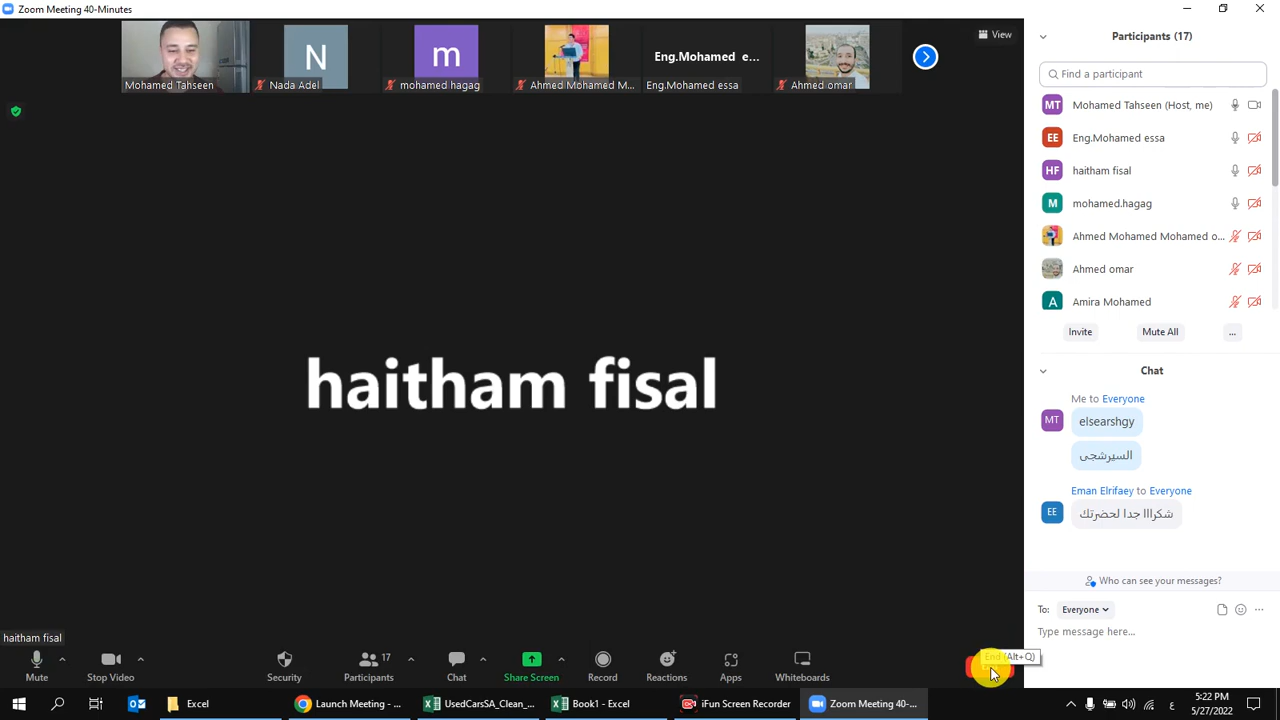 Zoom Meeting 40-Minutes
View
N
m
Eng.Mohamed e...
Mohamed Tahseen
Nada Adel
mohamed hagag
Ahmed Mohamed M...
Eng.Mohamed essa
Ahmed omar
haitham fisal
haitham fisal
Participants (17)
Find a participant
MT Mohamed Tahseen (Host, me)
EE Eng.Mohamed essa
HF haitham fisal
M mohamed.hagag
Ahmed Mohamed Mohamed o...
Ahmed omar
A Amira Mohamed
Invite Mute All ...
Chat
Me to Everyone
MT elsearshgy
السيرشجى
Eman Elrifaey to Everyone
EE شكرااا جدا لحضرتك
Who can see your messages?
To: Everyone
Type message here...
End (Alt+Q)
17
Mute
Stop Video
Security
Participants
Chat
Share Screen
Record
Reactions
Apps
Whiteboards
Excel
Launch Meeting - ...
UsedCarsSA_Clean_...
Book1 - Excel
iFun Screen Recorder
Zoom Meeting 40-...
ع
5:22 PM
5/27/2022